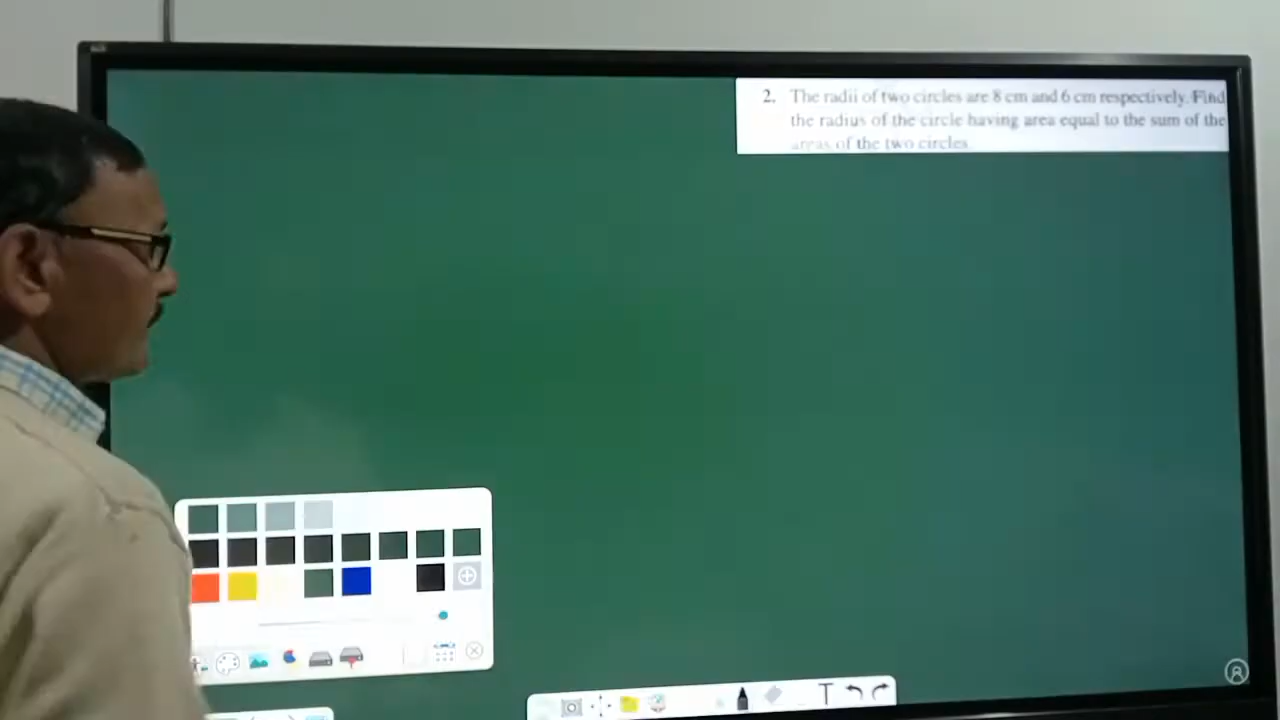 2. The radii of two circles are 8 cm and 6 cm respectively. Find
the radius of the circle having area equal to the sum of the
areas of the two circles.
T